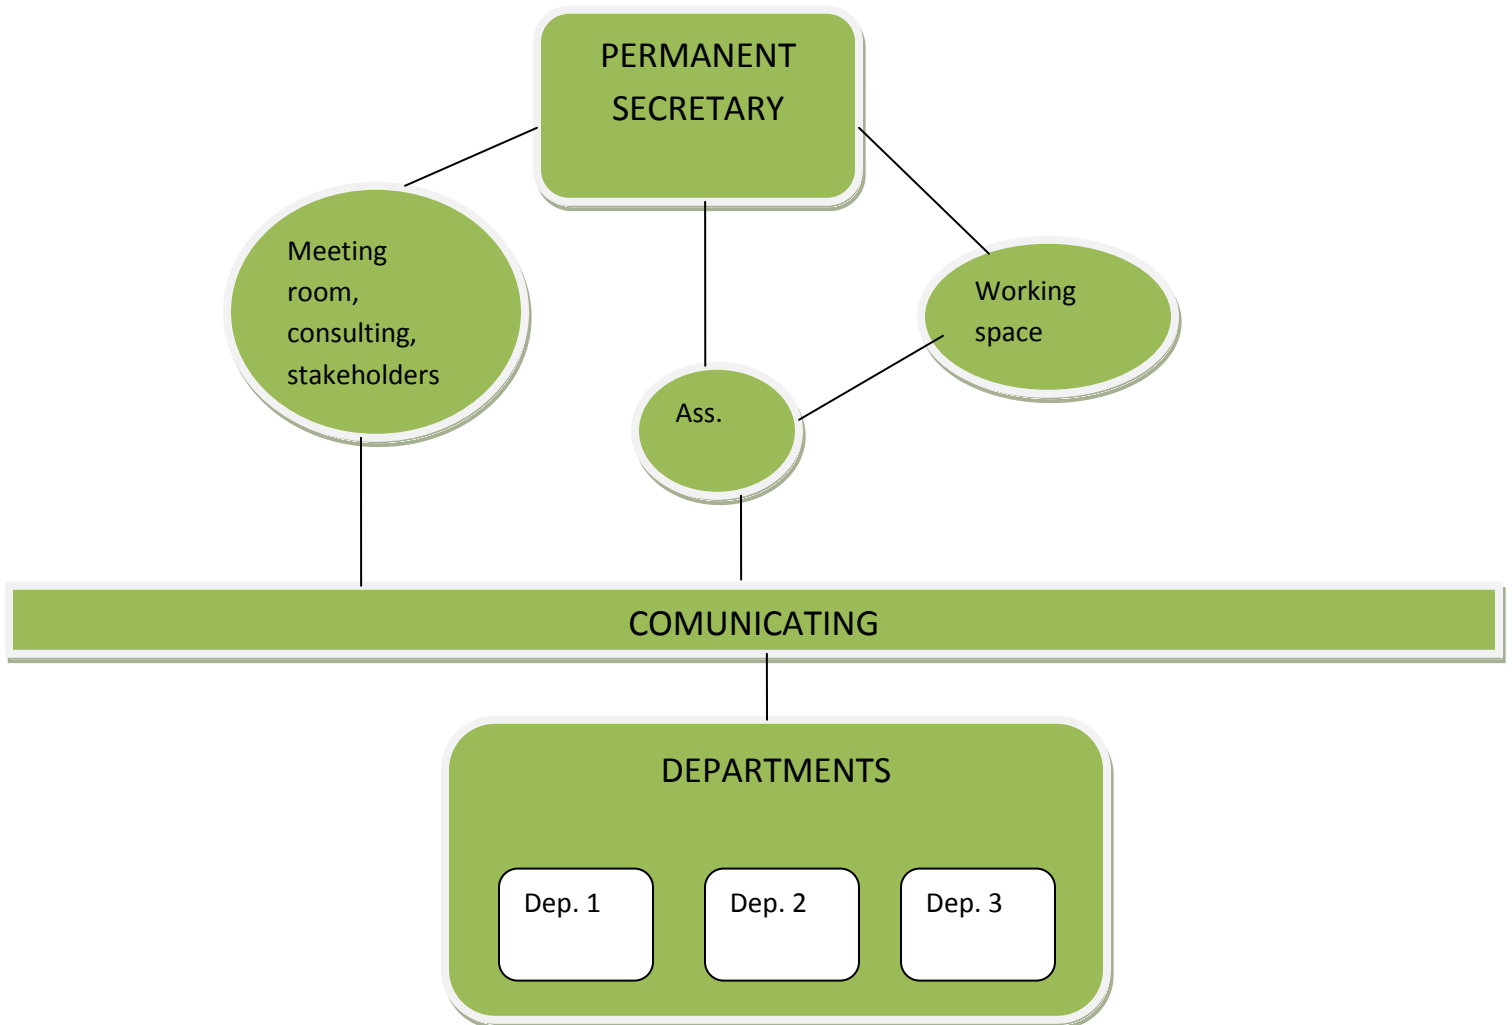 PERMANENT
SECRETARY
Meeting
room,
consulting,
stakeholders
Working
space
Ass.
COMUNICATING
DEPARTMENTS
Dep. 1
Dep. 2
Dep. 3